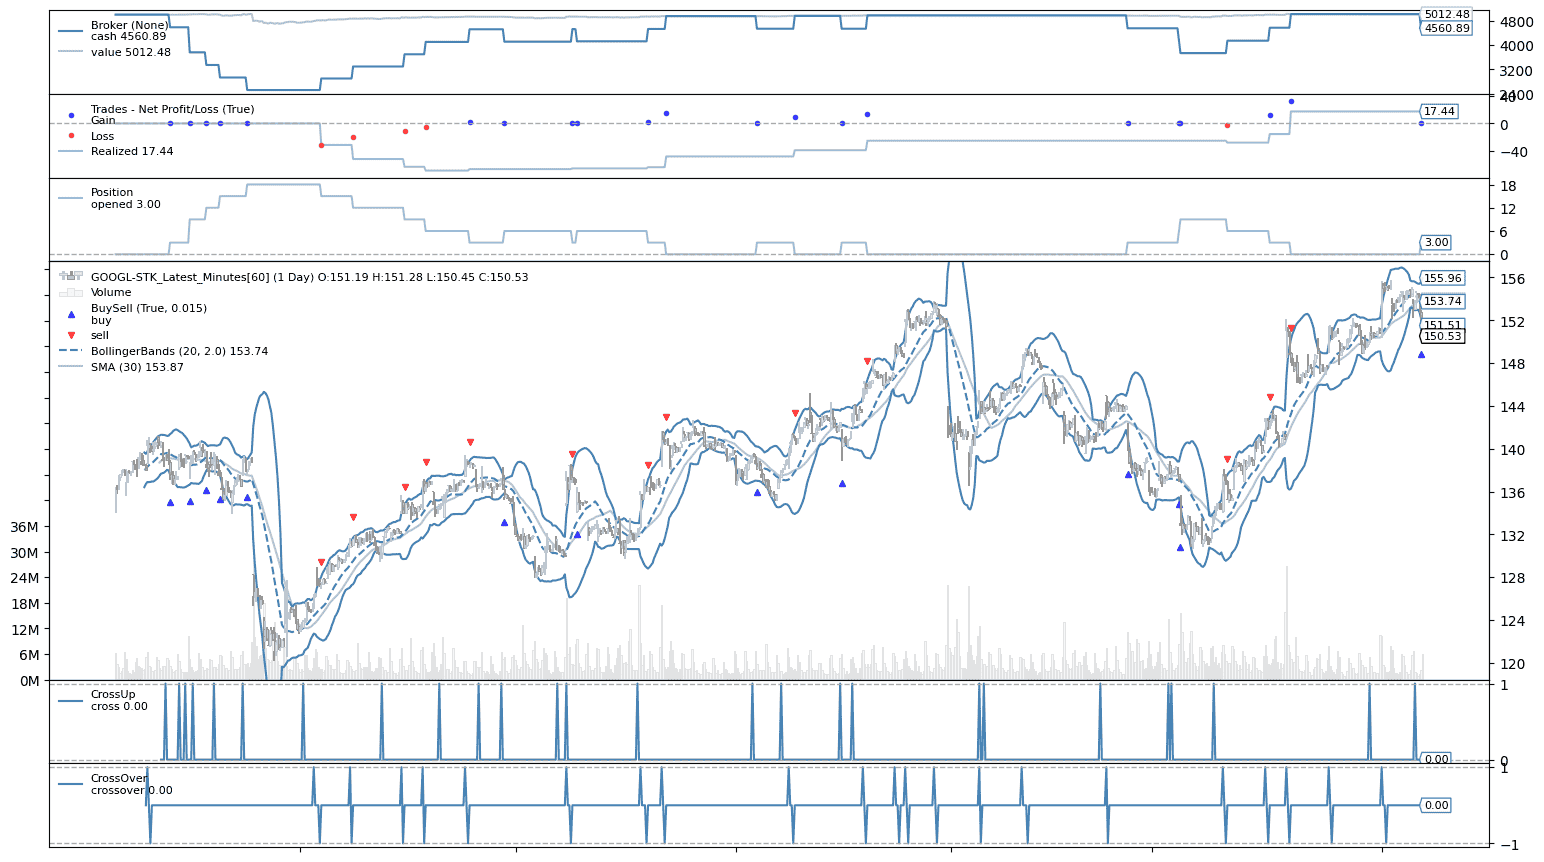 Broker (None)
cash 4560.89
value 5012.48
5012.48
4560.89
4800
4000
3200
2400
Trades - Net Profit/Loss (True)
Gain
Loss
Realized 17.44
17.44
40
0
−40
Position
opened 3.00
3.00
18
12
6
0
GOOGL-STK_Latest_Minutes[60] (1 Day) O:151.19 H:151.28 L:150.45 C:150.53
Volume
BuySell (True, 0.015)
buy
sell
BollingerBands (20, 2.0) 153.74
SMA (30) 153.87
155.96
153.74
151.51
150.53
156
152
148
144
140
136
132
128
124
120
36M
30M
24M
18M
12M
6M
0M
CrossUp
cross 0.00
0.00
1
0
CrossOver
crossover 0.00
0.00
1
−1